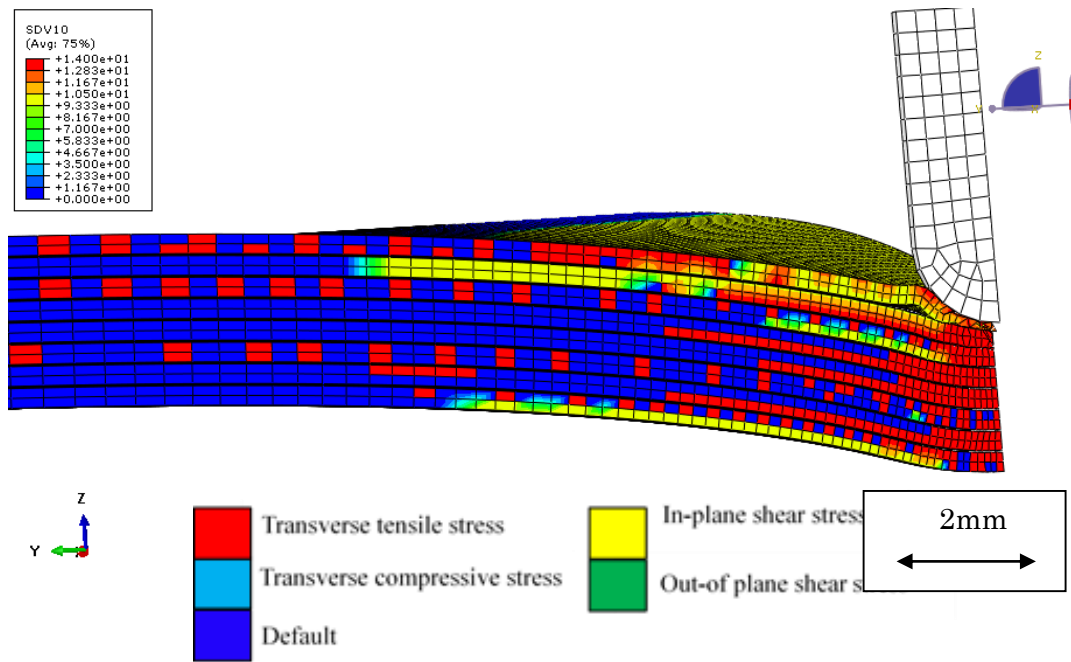 SDV10
(Avg: 75%)
+1.400e+01
+1.283e+01
+1.167e+01
+1.050e+01
+9.333e+00
+8.167e+00
+7.000e+00
+5.833e+00
+4.667e+00
+3.500e+00
+2.333e+00
+1.167e+00
+0.000e+00
Z
Z
Y
Transverse tensile stress
Transverse compressive stress
Default
In-plane shear stress
Out-of plane shear
2mm